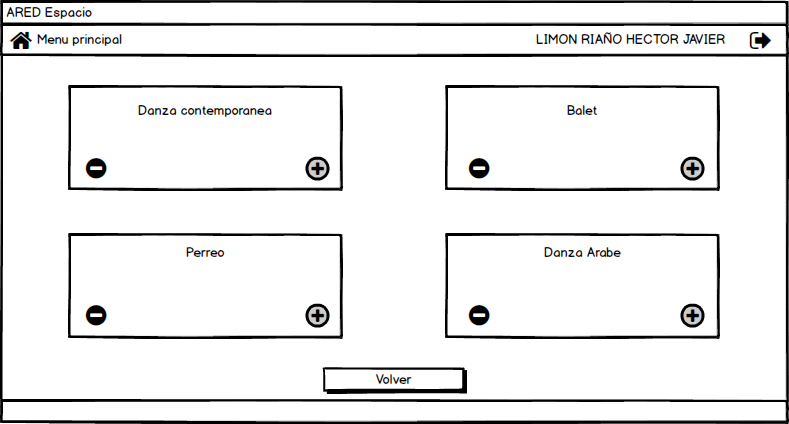 ARED Espacio
Menu principal
LIMON RIAÑO HECTOR JAVIER
Danza contemporanea
Balet
Perreo
Danza Arabe
Volver